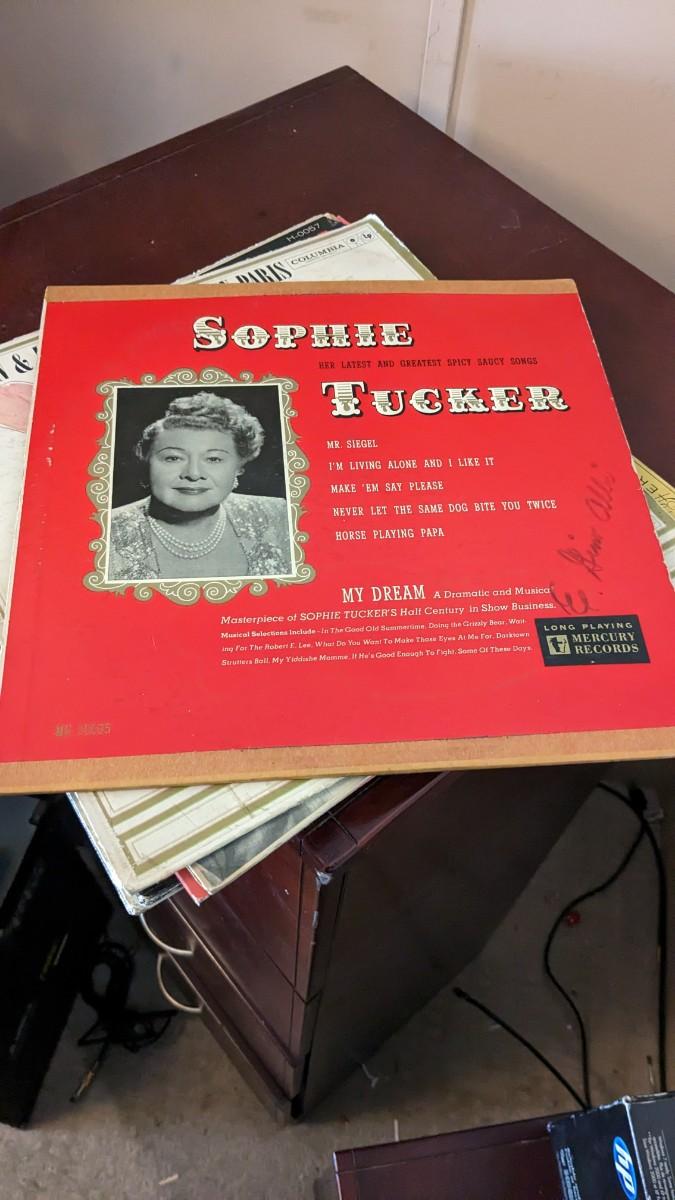 H-0057
PARIS
COLUMBIA
lp
N &
SOPHIE
HER LATEST AND GREATEST SPICY SAUCY SONGS
TUCKER
MR. SIEGEL
I'M LIVING ALONE AND I LIKE IT
MAKE 'EM SAY PLEASE
NEVER LET THE SAME DOG BITE YOU TWICE
HORSE PLAYING PAPA
MY DREAM A Dramatic and Musical
Masterpiece of SOPHIE TUCKER'S Half Century in Show Business.
Musical Selections Include-In The Good Old Summertime, Doing the Grizzly Bear, Wait-
ing For The Robert E. Lee, What Do You Want To Make Those Eyes At Me For, Darktown
Strutters Ball, My Yiddishe Momme, If He's Good Enough To Fight, Some Of These Days.
LONG PLAYING
MERCURY
RECORDS
hp